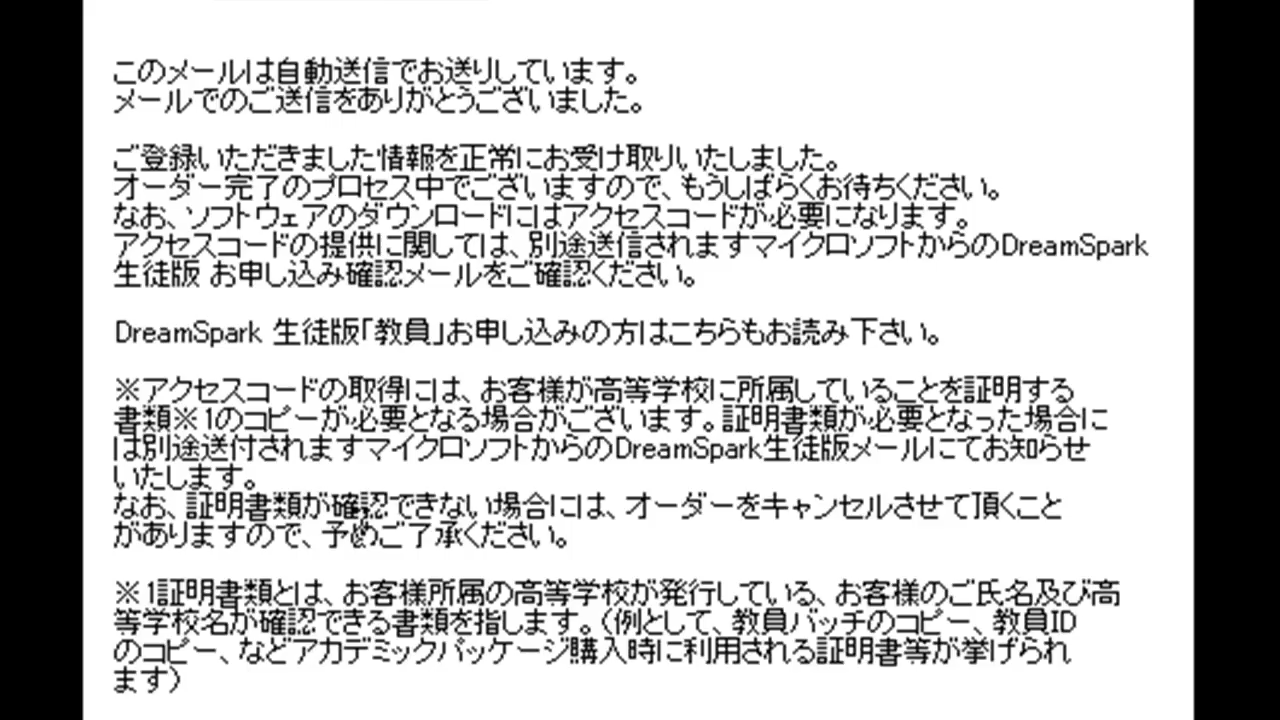 このメールは自動送信でお送りしています。
メールでのご送信をありがとうございました。
ご登録いただきました情報を正常にお受け取りいたしました。
オーダー完了のプロセス中でございますので、もうしばらくお待ちください。
なお、ソフトウェアのダウンロードにはアクセスコードが必要になります。
アクセスコードの提供に関しては、別途送信されますマイクロソフトからのDreamSpark
生徒版 お申し込み確認メールをご確認ください。
DreamSpark 生徒版「教員」お申し込みの方はこちらもお読み下さい。
※アクセスコードの取得には、お客様が高等学校に所属していることを証明する
書類※1のコピーが必要となる場合がございます。証明書類が必要となった場合に
は別途送付されますマイクロソフトからのDreamSpark生徒版メールにてお知らせ
いたします。
なお、証明書類が確認できない場合には、オーダーをキャンセルさせて頂くこと
がありますので、予めご了承ください。
※1証明書類とは、お客様所属の高等学校が発行している、お客様のご氏名及び高
等学校名が確認できる書類を指します。（例として、教員バッチのコピー、教員ID
のコピー、などアカデミックパッケージ購入時に利用される証明書等が挙げられ
ます）